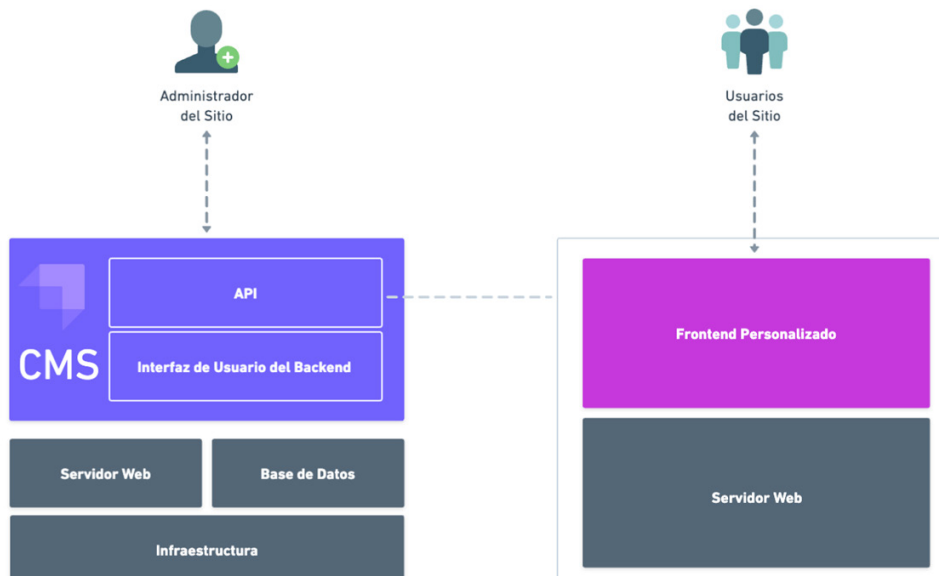 Administrador
del Sitio
Usuarios
del Sitio
API
CMS
Interfaz de Usuario del Backend
Frontend Personalizado
Servidor Web
Base de Datos
Servidor Web
Infraestructura